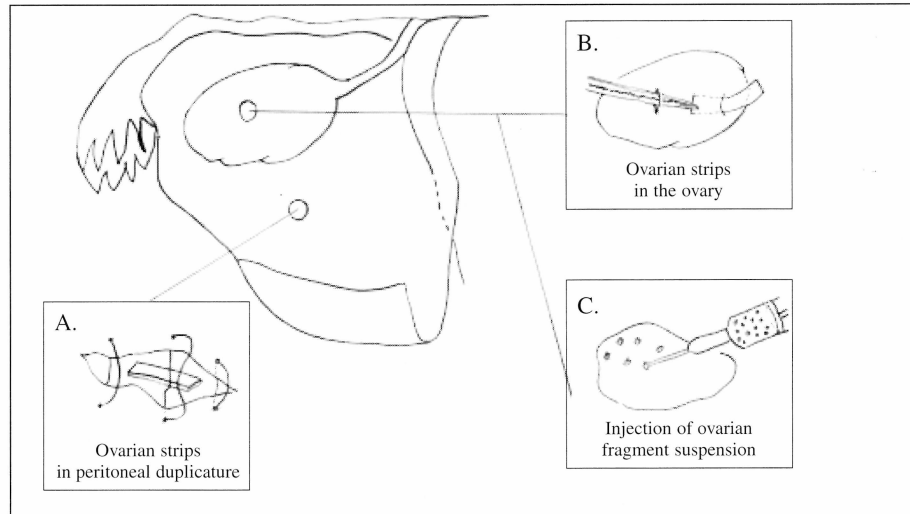 A.
Ovarian strips
in peritoneal duplicature
B.
Ovarian strips
in the ovary
C.
Injection of ovarian
fragment suspension